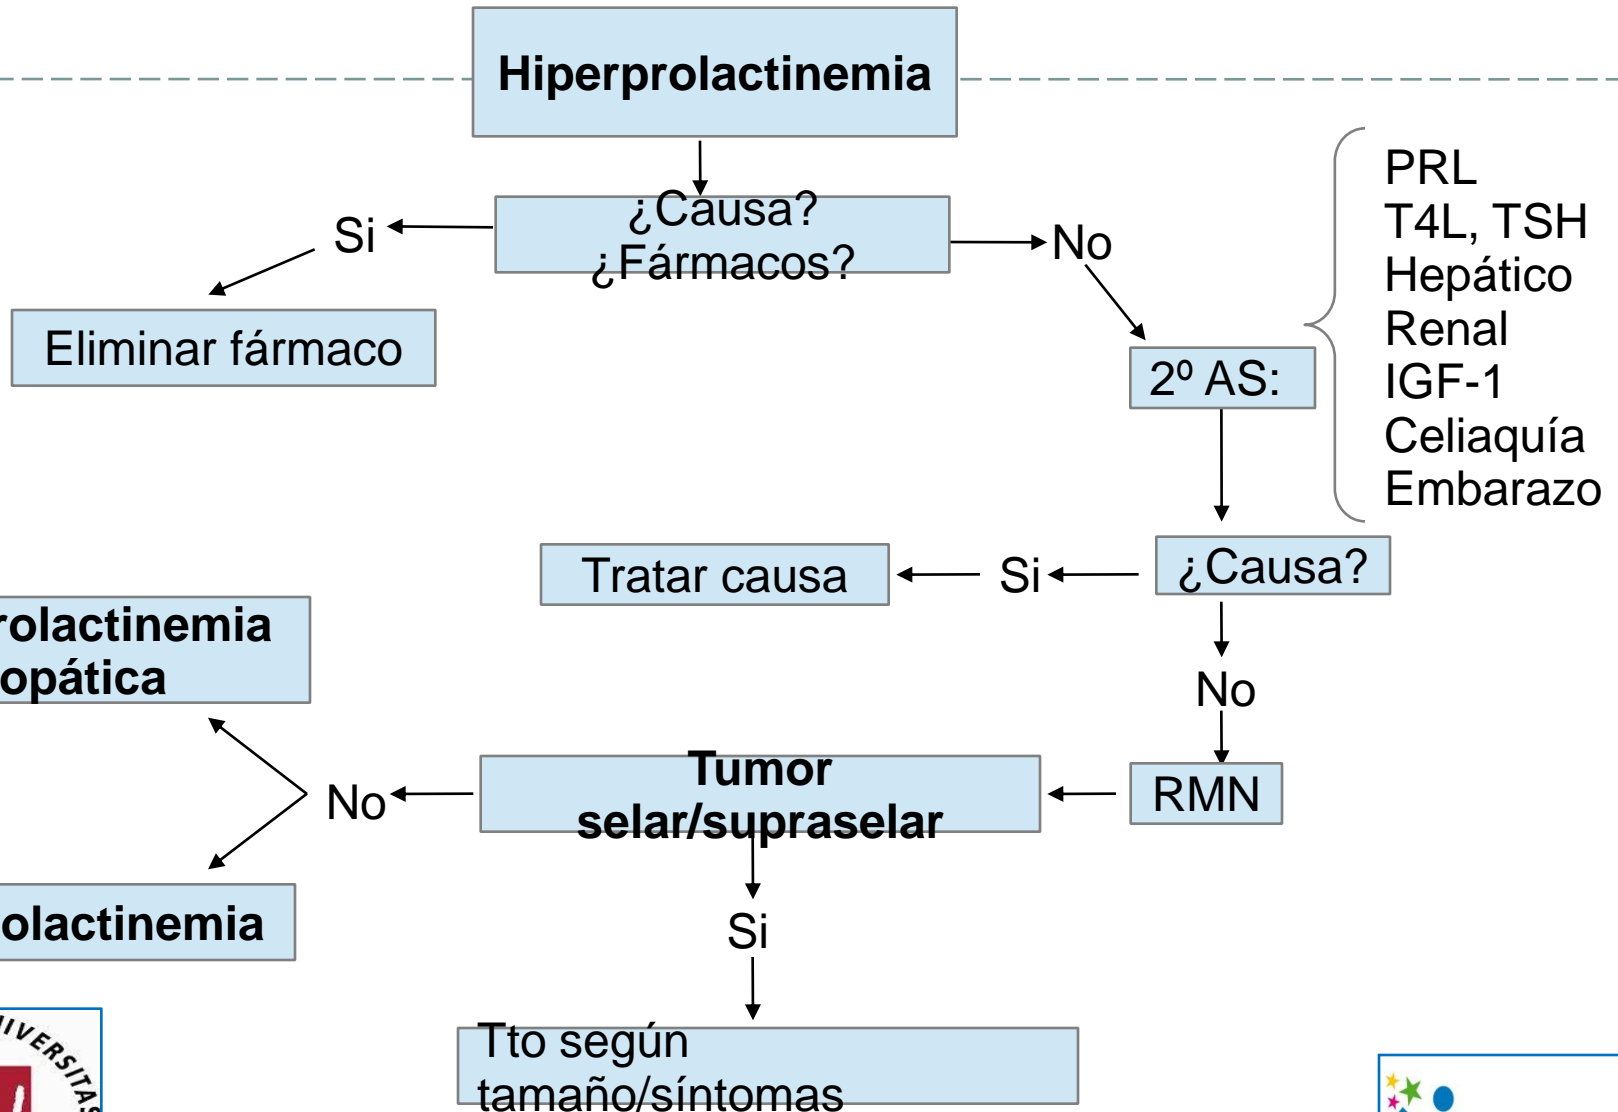 Hiperprolactinemia
¿Causa?
¿Fármacos?
Si
No
Eliminar fármaco
2º AS:
PRL
T4L, TSH
Hepático
Renal
IGF-1
Celiaquía
Embarazo
¿Causa?
Si
Tratar causa
No
RMN
Tumor
selar/supraselar
No
rolactinemia
opática
olactinemia
Si
Tto según
tamaño/síntomas
IVERSITAS